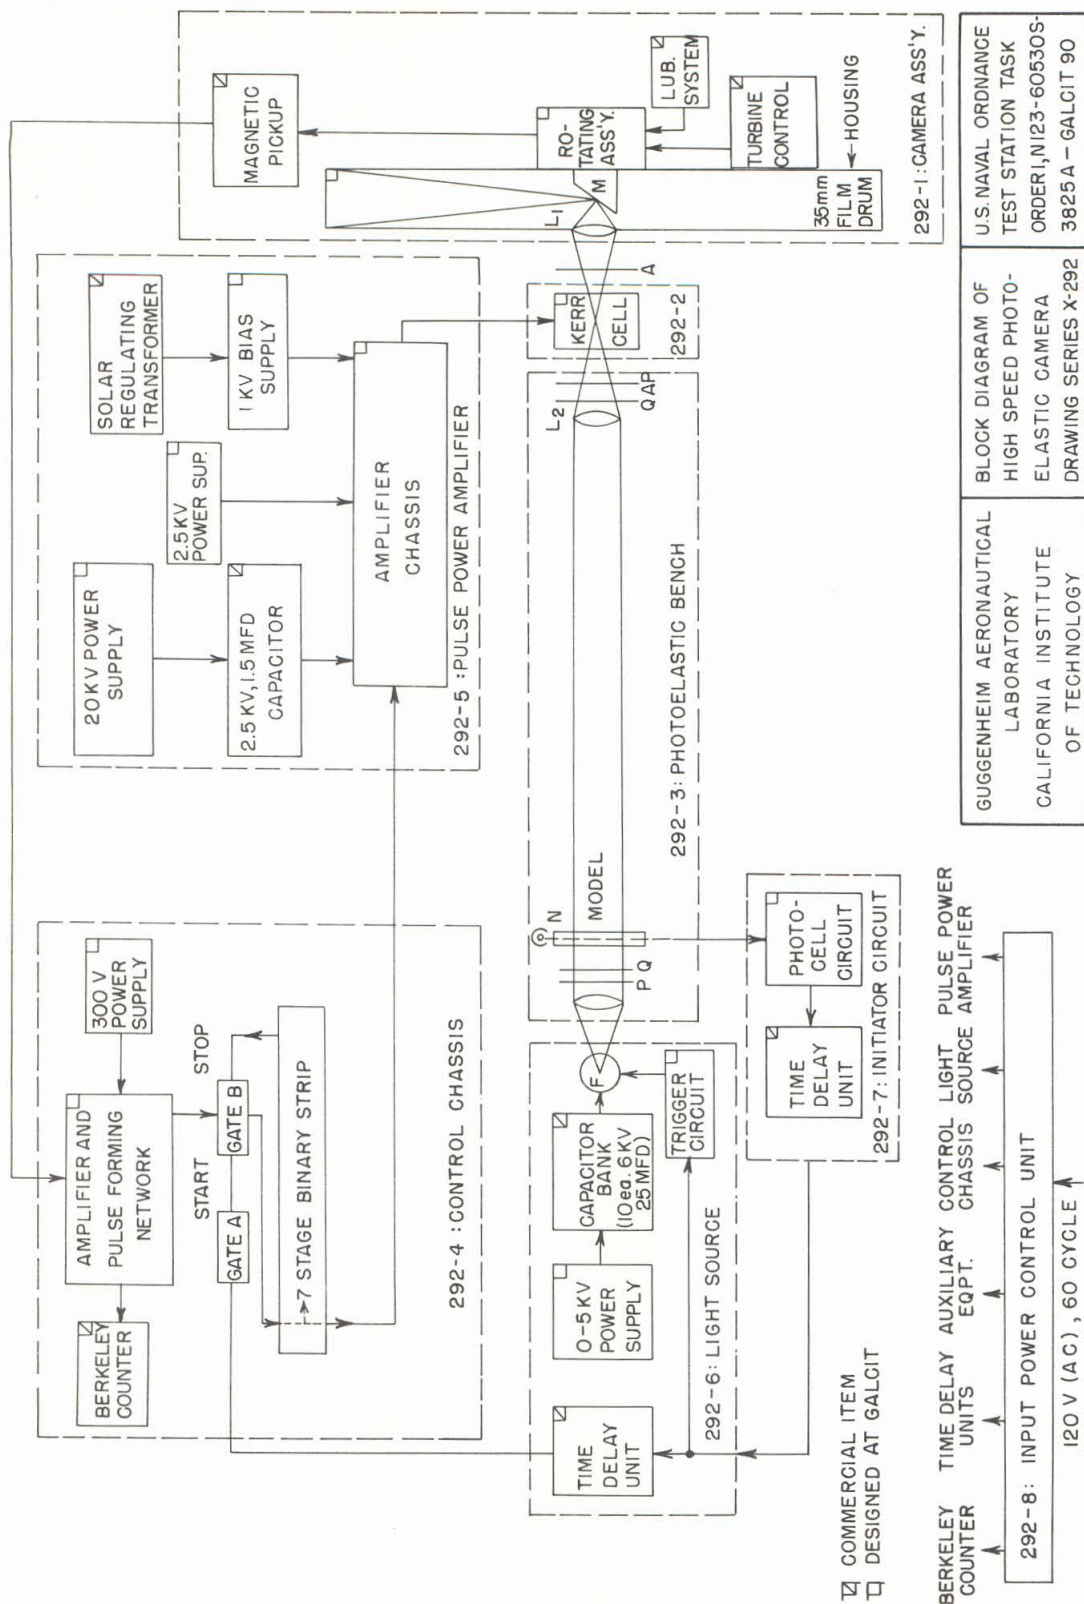 BERKELEY
COUNTER
AMPLIFIER AND
PULSE FORMING
NETWORK
300 V
POWER
SUPPLY
START
STOP
GATE A
GATE B
7 STAGE BINARY STRIP
292-4 : CONTROL CHASSIS
20 KV POWER
SUPPLY
2.5 KV, 1.5 MFD
CAPACITOR
2.5 KV
POWER SUP.
SOLAR
REGULATING
TRANSFORMER
1 KV BIAS
SUPPLY
AMPLIFIER
CHASSIS
292-5 : PULSE POWER AMPLIFIER
MAGNETIC
PICKUP
RO-
TATING
ASS'Y.
LUB.
SYSTEM
TURBINE
CONTROL
HOUSING
35mm
FILM
DRUM
M
L1
292-1: CAMERA ASS'Y.
A
KERR
CELL
292-2
L2
QAP
292-3: PHOTOELASTIC BENCH
MODEL
N
P Q
TIME
DELAY
UNIT
0-5 KV
POWER
SUPPLY
CAPACITOR
BANK
(10 ea. 6 KV
25 MFD)
F
TRIGGER
CIRCUIT
292-6: LIGHT SOURCE
PHOTO-
CELL
CIRCUIT
TIME
DELAY
UNIT
292-7: INITIATOR CIRCUIT
COMMERCIAL ITEM
DESIGNED AT GALCIT
BERKELEY TIME DELAY AUXILIARY CONTROL LIGHT PULSE POWER
COUNTER UNITS EQPT. CHASSIS SOURCE AMPLIFIER
292-8: INPUT POWER CONTROL UNIT
120 V (AC), 60 CYCLE
GUGGENHEIM AERONAUTICAL
LABORATORY
CALIFORNIA INSTITUTE
OF TECHNOLOGY
BLOCK DIAGRAM OF
HIGH SPEED PHOTO-
ELASTIC CAMERA
DRAWING SERIES X-292
U.S. NAVAL ORDNANCE
TEST STATION TASK
ORDER 1, N123-60530S-
3825A - GALCIT 90